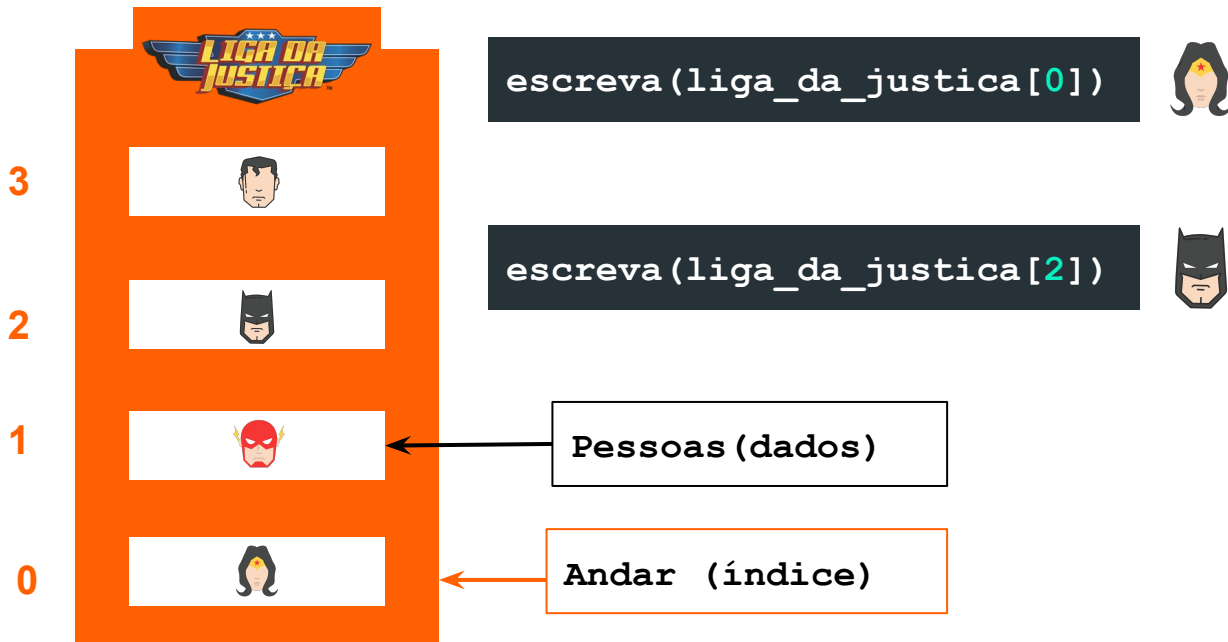 LIGA DA
JUSTIÇA
escreva(liga_da_justica[0])
3
escreva(liga_da_justica[2])
2
1
Pessoas(dados)
0
Andar (índice)